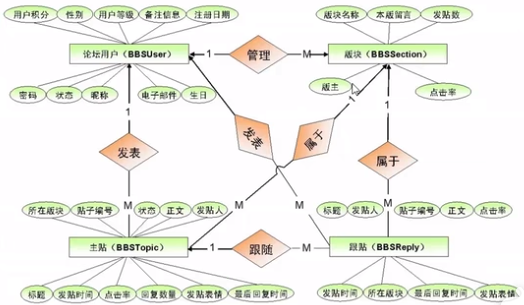 用户积分 性别 用户等级 备注信息 注册日期
版块名称 本版留言 发贴数
论坛用户（BBSUser） 1 管理 M 版块（BBSSection）
密码 状态 昵称 电子邮件 生日
版主 点击率
1 1 1
发表 发表 属于 属于
M M M M
所在版块 贴子编号 状态 正文 发贴人
标题 发贴人 贴子编号 正文 点击率
主贴（BBSTopic） 1 跟随 M 跟贴（BBSReply）
标题 发贴时间 点击率 回复数量 发贴表情 最后回复时间
发贴时间 所在版块 最后回复时间 发贴表情